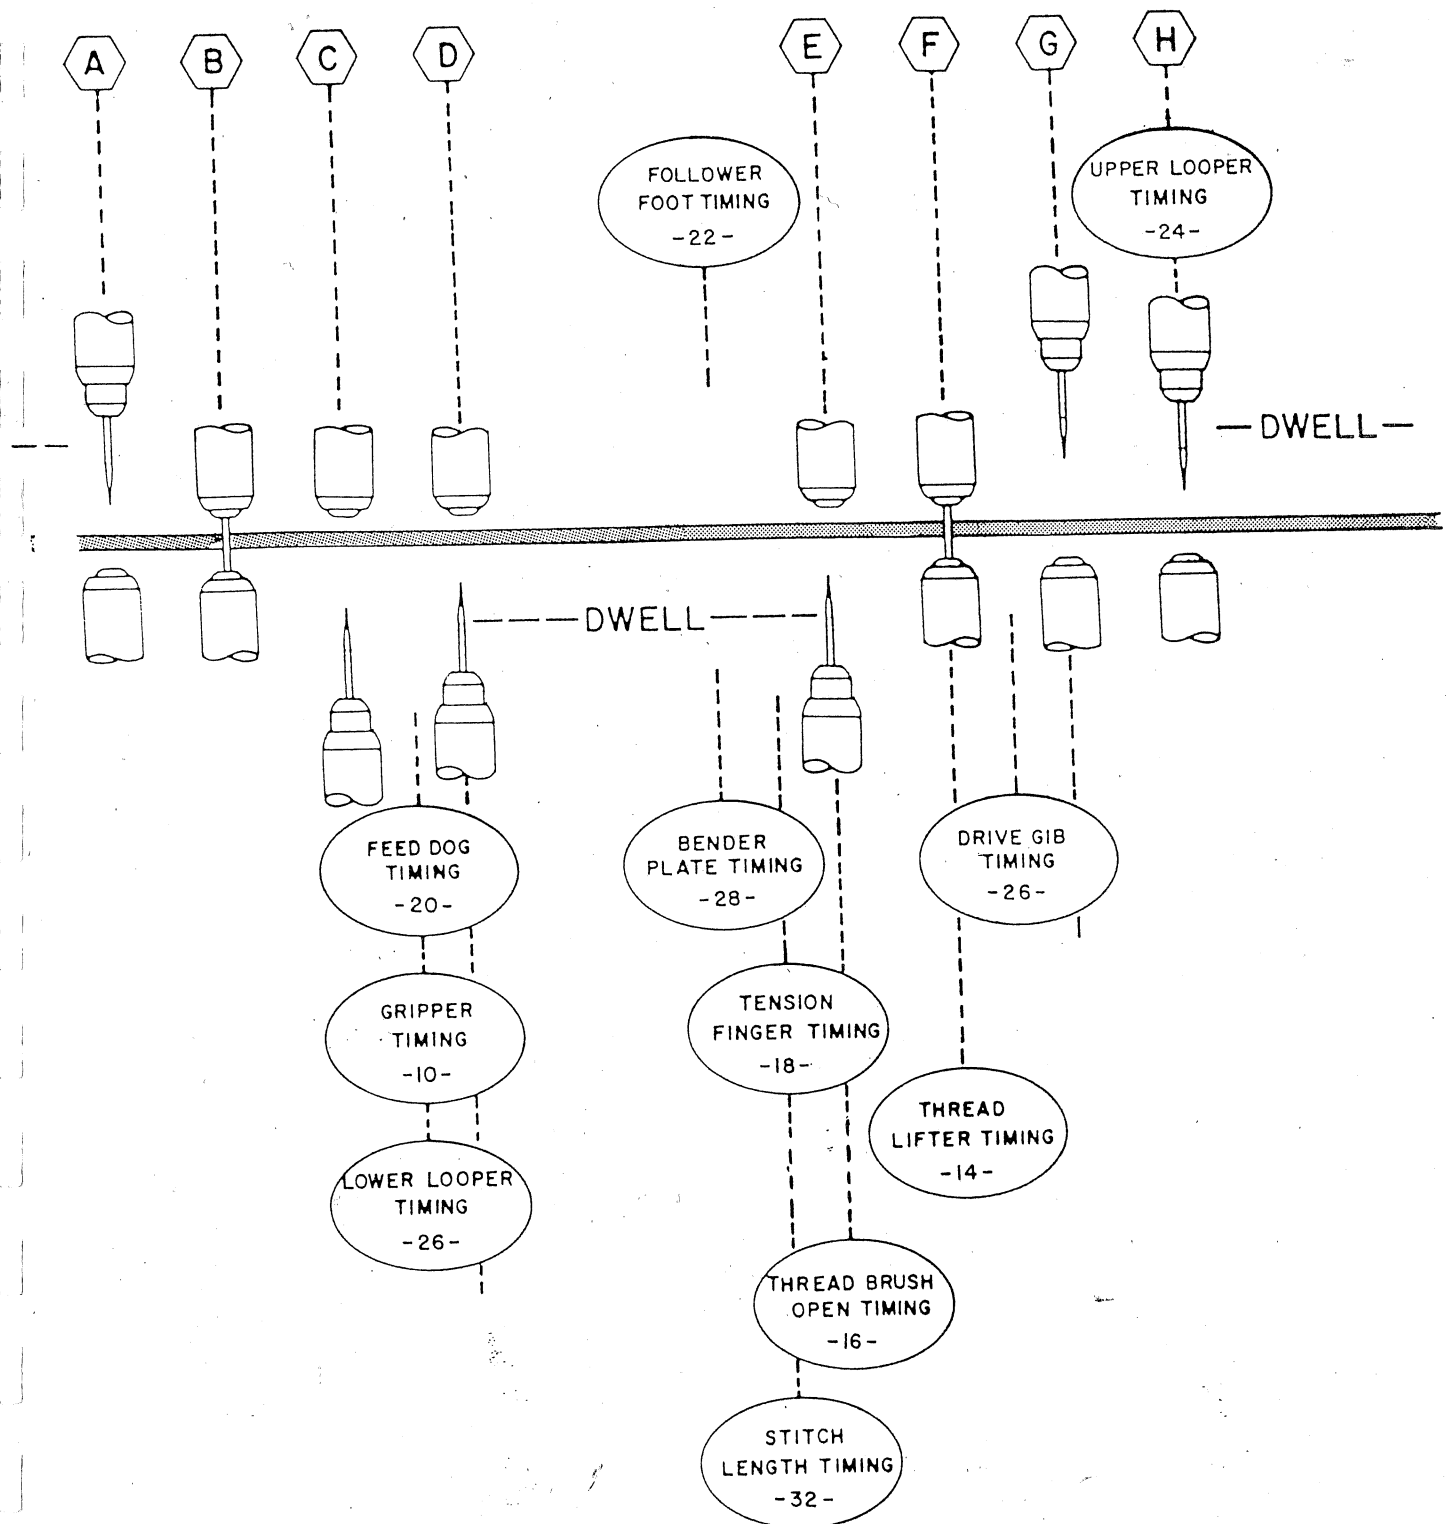 A B C D E F G H
FOLLOWER
FOOT TIMING
-22-
UPPER LOOPER
TIMING
-24-
— DWELL —
— — — DWELL — — — —
FEED DOG
TIMING
-20-
BENDER
PLATE TIMING
-28-
DRIVE GIB
TIMING
-26-
GRIPPER
TIMING
-10-
TENSION
FINGER TIMING
-18-
THREAD
LIFTER TIMING
-14-
LOWER LOOPER
TIMING
-26-
THREAD BRUSH
OPEN TIMING
-16-
STITCH
LENGTH TIMING
-32-